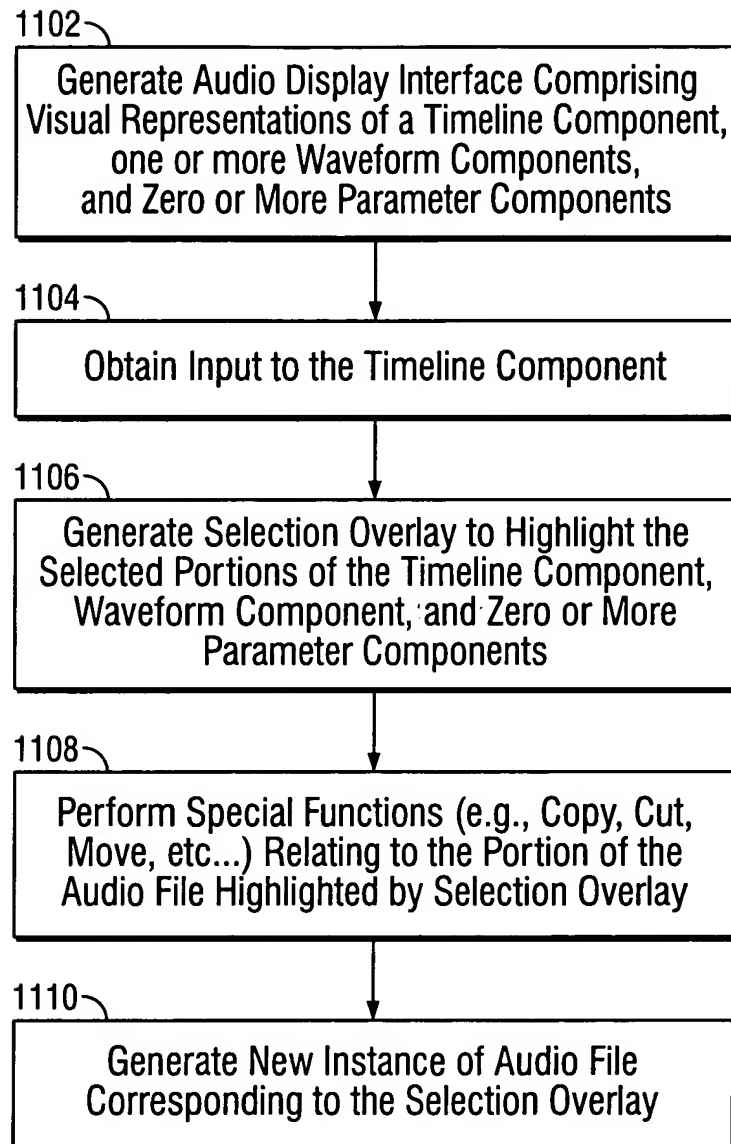 1102
Generate Audio Display Interface Comprising
Visual Representations of a Timeline Component,
one or more Waveform Components,
and Zero or More Parameter Components
1104
Obtain Input to the Timeline Component
1106
Generate Selection Overlay to Highlight the
Selected Portions of the Timeline Component,
Waveform Component, and Zero or More
Parameter Components
1108
Perform Special Functions (e.g., Copy, Cut,
Move, etc...) Relating to the Portion of the
Audio File Highlighted by Selection Overlay
1110
Generate New Instance of Audio File
Corresponding to the Selection Overlay